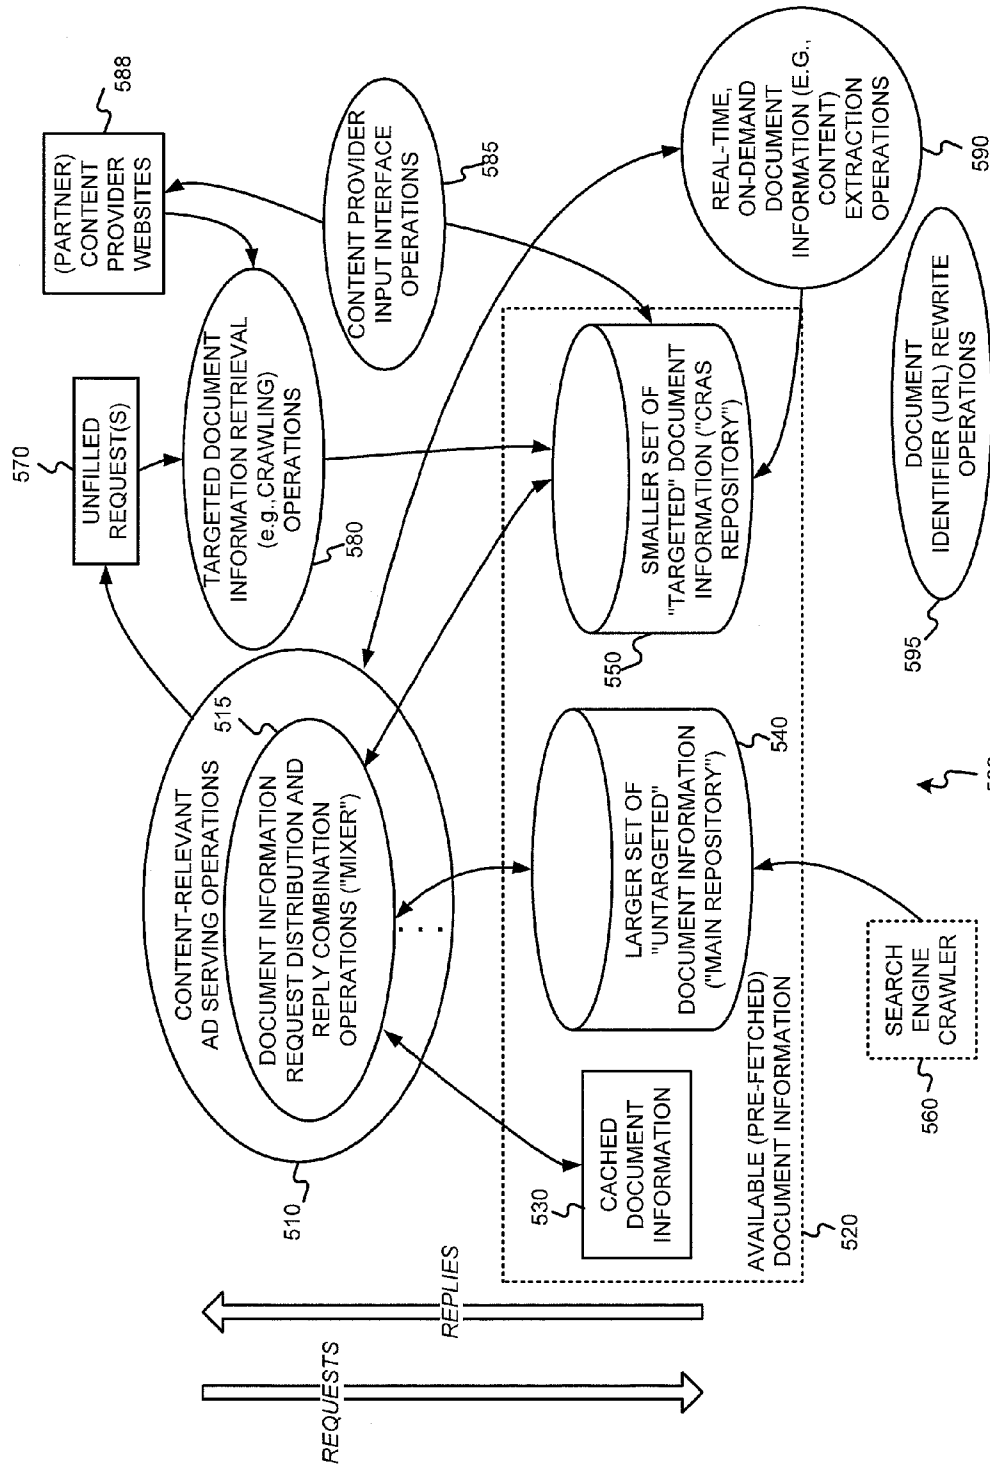 REQUESTS
REPLIES
510
CONTENT-RELEVANT
AD SERVING OPERATIONS
515
DOCUMENT INFORMATION
REQUEST DISTRIBUTION AND
REPLY COMBINATION
OPERATIONS ("MIXER")
. . .
570
UNFILLED
REQUEST(S)
(PARTNER)
CONTENT
PROVIDER
WEBSITES
588
TARGETED DOCUMENT
INFORMATION RETRIEVAL
(e.g.,CRAWLING)
OPERATIONS
580
CONTENT PROVIDER
INPUT INTERFACE
OPERATIONS
585
530
CACHED
DOCUMENT
INFORMATION
LARGER SET OF
"UNTARGETED"
DOCUMENT INFORMATION
("MAIN REPOSITORY")
540
SMALLER SET OF
"TARGETED" DOCUMENT
INFORMATION ("CRAS
REPOSITORY")
550
AVAILABLE (PRE-FETCHED)
DOCUMENT INFORMATION
520
REAL-TIME,
ON-DEMAND
DOCUMENT
INFORMATION (E.G.,
CONTENT)
EXTRACTION
OPERATIONS
590
SEARCH
ENGINE
CRAWLER
560
DOCUMENT
IDENTIFIER (URL) REWRITE
OPERATIONS
595